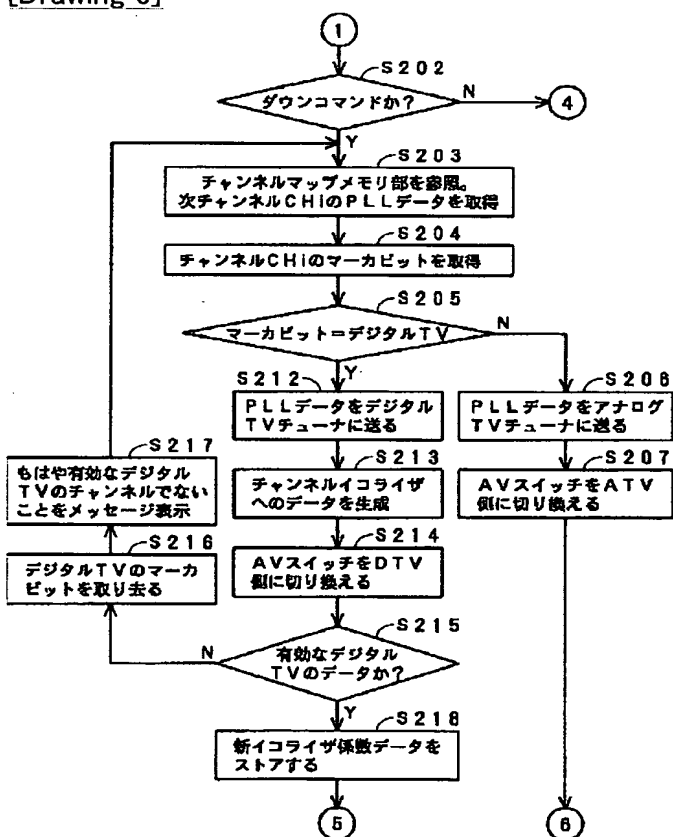 ①
S202
ダウンコマンドか?
N
④
Y
S203
チャンネルマップメモリ部を参照。
次チャンネルCHiのPLLデータを取得
S204
チャンネルCHiのマーカビットを取得
S205
マーカビット=デジタルTV
N
Y
S212
PLLデータをデジタル
TVチューナに送る
S206
PLLデータをアナログ
TVチューナに送る
S217
もはや有効なデジタル
TVのチャンネルでない
ことをメッセージ表示
S213
チャンネルイコライザ
へのデータを生成
S207
AVスイッチをATV
側に切り換える
S216
デジタルTVのマーカ
ビットを取り去る
S214
AVスイッチをDTV
側に切り換える
S215
有効なデジタル
TVのデータか?
N
Y
S218
新イコライザ係数データを
ストアする
⑤
⑥